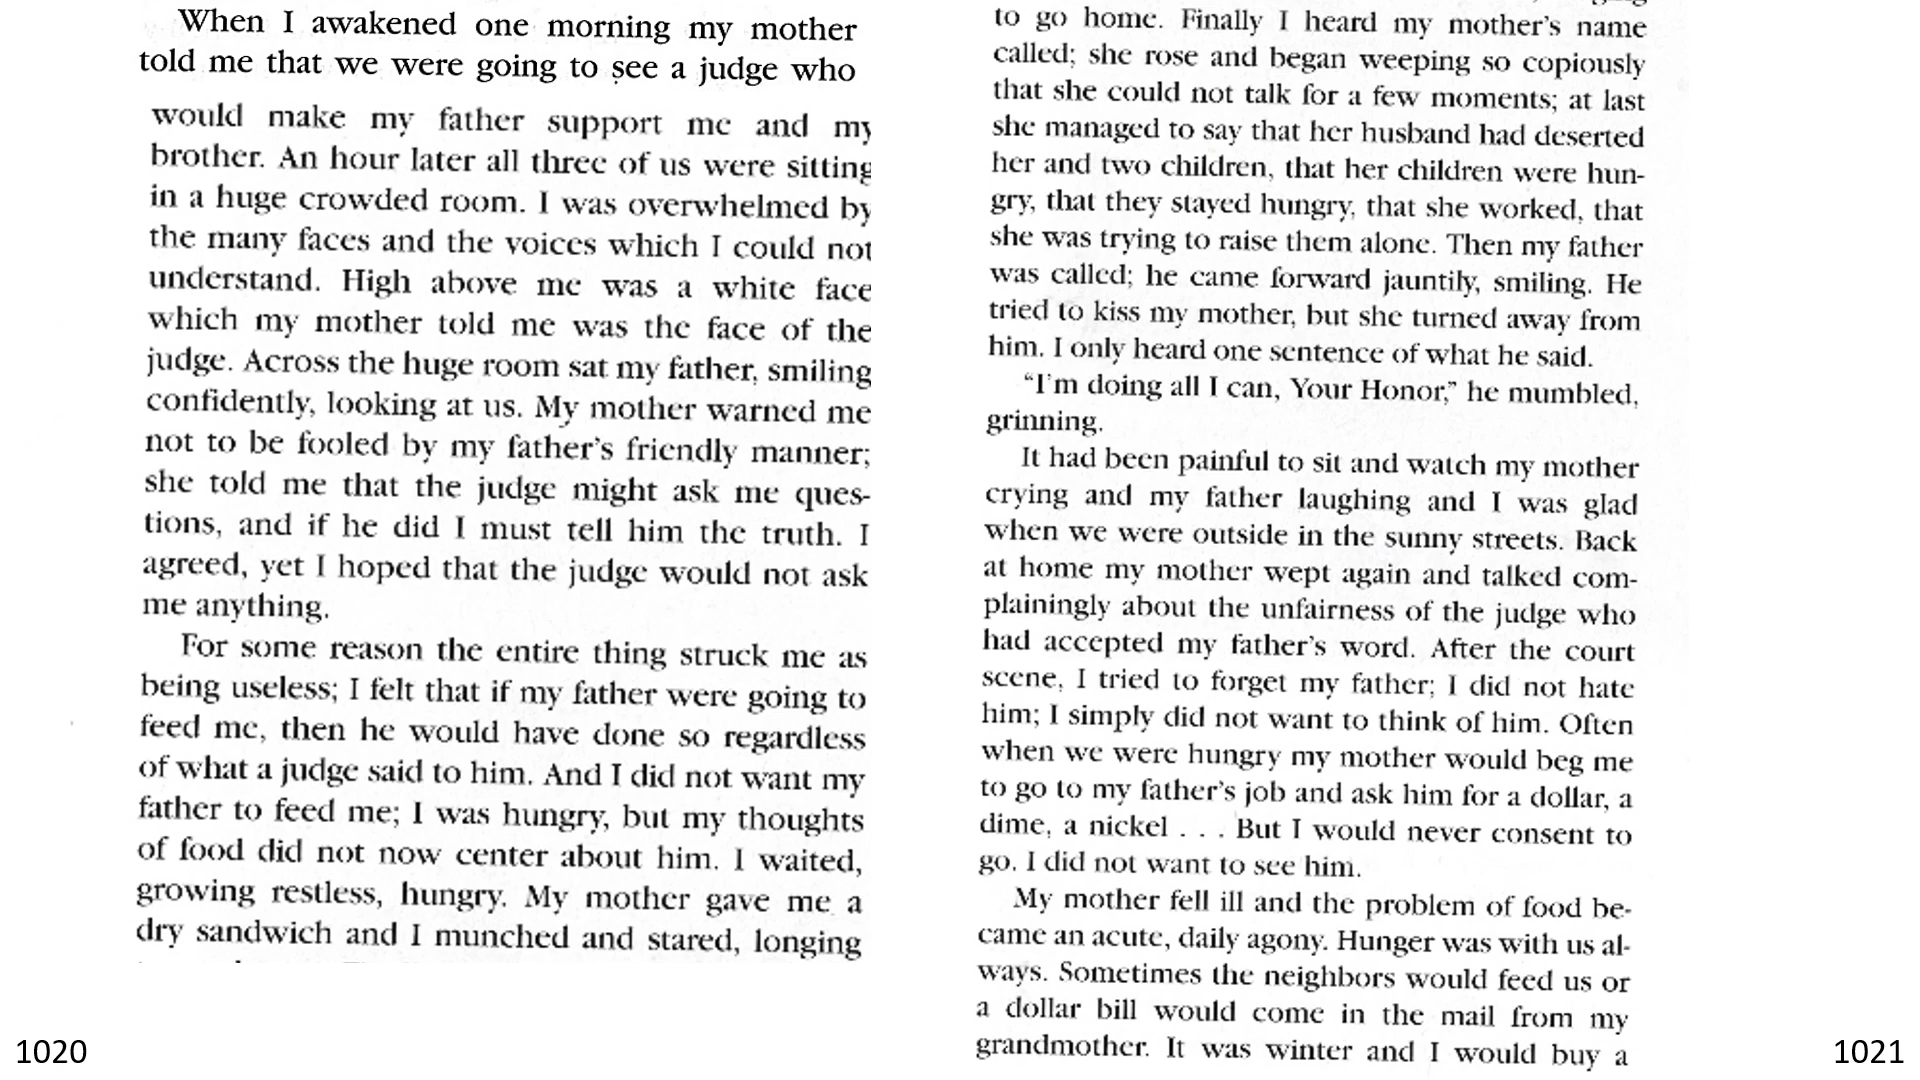 When I awakened one morning my mother
told me that we were going to see a judge who
would make my father support me and my
brother. An hour later all three of us were sitting
in a huge crowded room. I was overwhelmed by
the many faces and the voices which I could not
understand. High above me was a white face
which my mother told me was the face of the
judge. Across the huge room sat my father, smiling
confidently, looking at us. My mother warned me
not to be fooled by my father's friendly manner;
she told me that the judge might ask me ques-
tions, and if he did I must tell him the truth. I
agreed, yet I hoped that the judge would not ask
me anything.
For some reason the entire thing struck me as
being useless; I felt that if my father were going to
feed me, then he would have done so regardless
of what a judge said to him. And I did not want my
father to feed me; I was hungry, but my thoughts
of food did not now center about him. I waited,
growing restless, hungry. My mother gave me a
dry sandwich and I munched and stared, longing
1020
to go home. Finally I heard my mother's name
called; she rose and began weeping so copiously
that she could not talk for a few moments; at last
she managed to say that her husband had deserted
her and two children, that her children were hun-
gry, that they stayed hungry, that she worked, that
she was trying to raise them alone. Then my father
was called; he came forward jauntily, smiling. He
tried to kiss my mother, but she turned away from
him. I only heard one sentence of what he said.
"I'm doing all I can, Your Honor," he mumbled,
grinning.
It had been painful to sit and watch my mother
crying and my father laughing and I was glad
when we were outside in the sunny streets. Back
at home my mother wept again and talked com-
plainingly about the unfairness of the judge who
had accepted my father's word. After the court
scene, I tried to forget my father; I did not hate
him; I simply did not want to think of him. Often
when we were hungry my mother would beg me
to go to my father's job and ask him for a dollar, a
dime, a nickel . . . But I would never consent to
go. I did not want to see him.
My mother fell ill and the problem of food be-
came an acute, daily agony. Hunger was with us al-
ways. Sometimes the neighbors would feed us or
a dollar bill would come in the mail from my
grandmother. It was winter and I would buy a
1021